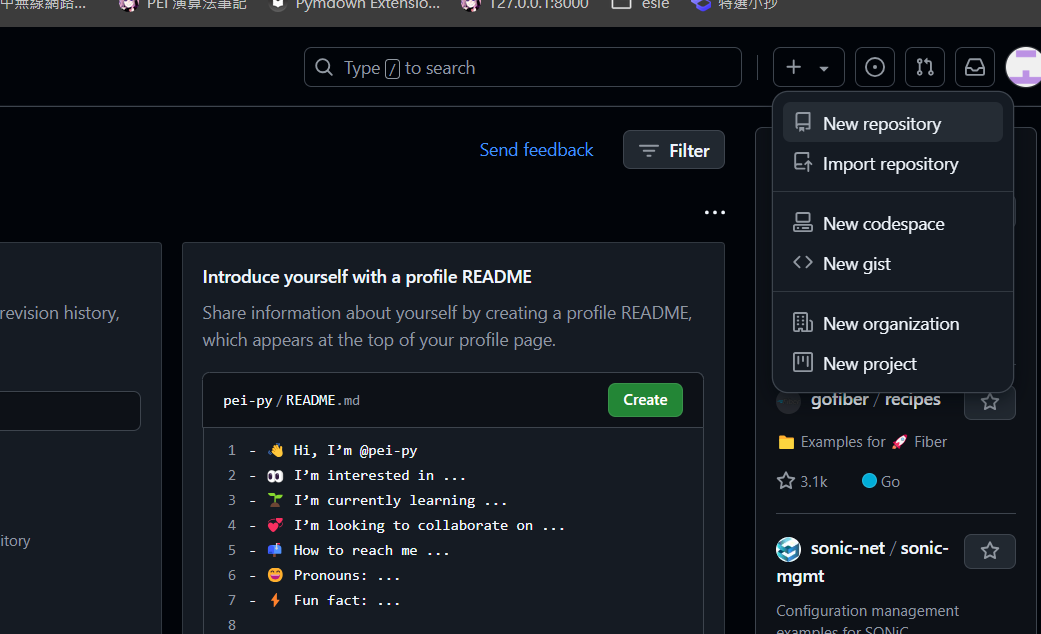 中無線網路...
PEI 演算法筆記
Pymdown Extensio...
127.0.0.1:8000
esie
特選小抄
Type / to search
New repository
Import repository
New codespace
New gist
New organization
New project
Send feedback
Filter
...
revision history,
itory
Introduce yourself with a profile README
Share information about yourself by creating a profile README,
which appears at the top of your profile page.
pei-py / README.md
Create
1 - 👋 Hi, I’m @pei-py
2 - 👀 I’m interested in ...
3 - 🌱 I’m currently learning ...
4 - 💞️ I’m looking to collaborate on ...
5 - 📫 How to reach me ...
6 - 😄 Pronouns: ...
7 - ⚡ Fun fact: ...
8
gofiber / recipes
📁 Examples for 🚀 Fiber
3.1k
Go
sonic-net / sonic-
mgmt
Configuration management
examples for SONiC